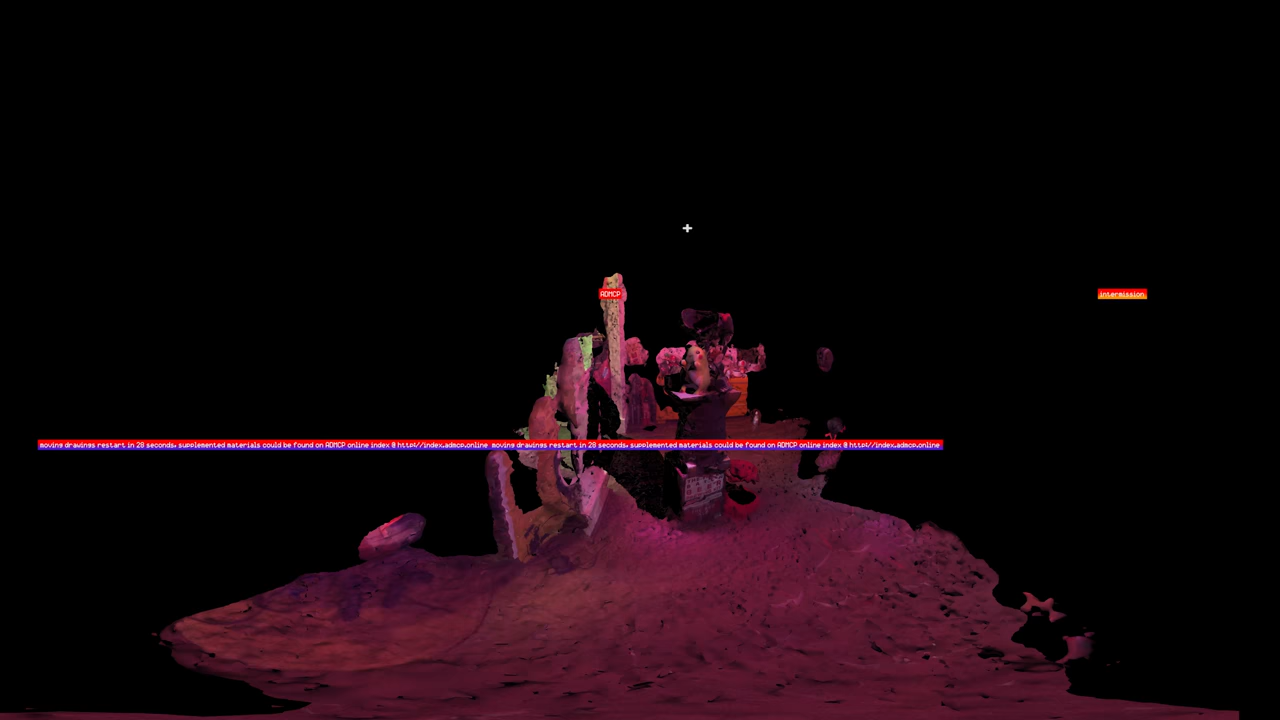 ADMCP
intermission
moving drawings restart in 28 seconds. supplemented materials could be found on ADMCP online index @ http://index.admcp.online moving drawings restart in 28 seconds. supplemented materials could be found on ADMCP online index @ http://index.admcp.online